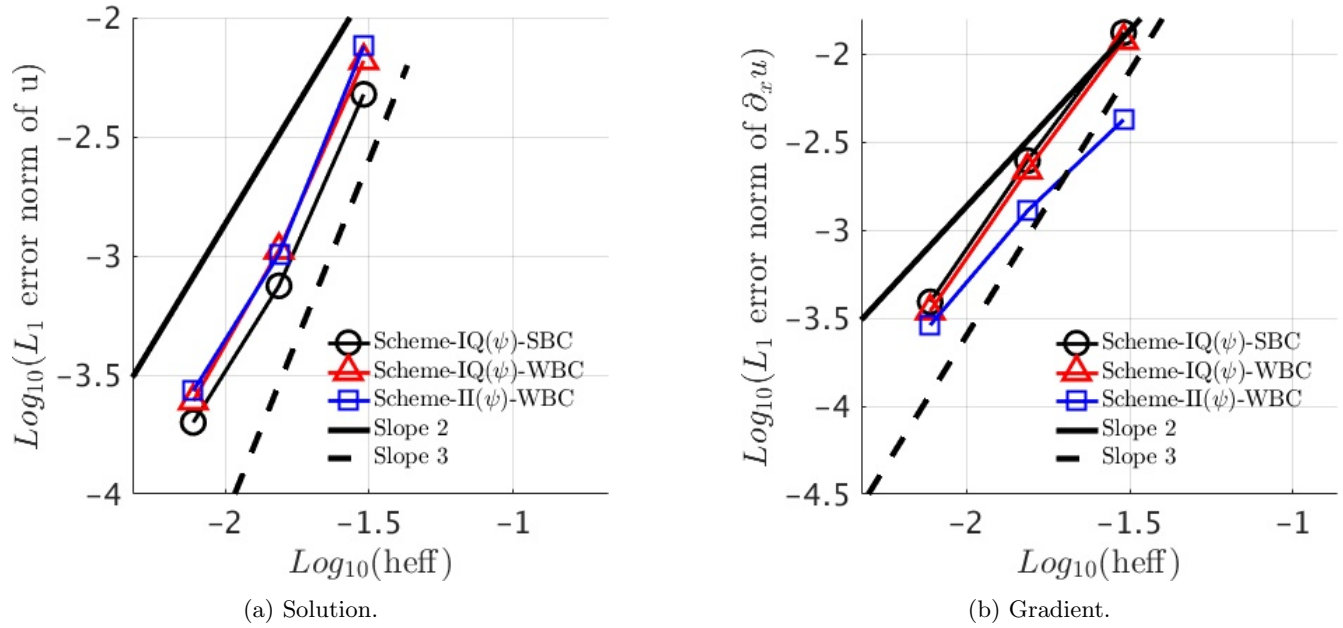 −2
−2.5
−3
−3.5
−4
Log₁₀(L₁ error norm of u)
Scheme-IQ(ψ)-SBC
Scheme-IQ(ψ)-WBC
Scheme-II(ψ)-WBC
Slope 2
Slope 3
−2 −1.5 −1
Log₁₀(heff)
(a) Solution.
−2
−2.5
−3
−3.5
−4
−4.5
Log₁₀(L₁ error norm of ∂ₓu)
Scheme-IQ(ψ)-SBC
Scheme-IQ(ψ)-WBC
Scheme-II(ψ)-WBC
Slope 2
Slope 3
−2 −1.5 −1
Log₁₀(heff)
(b) Gradient.